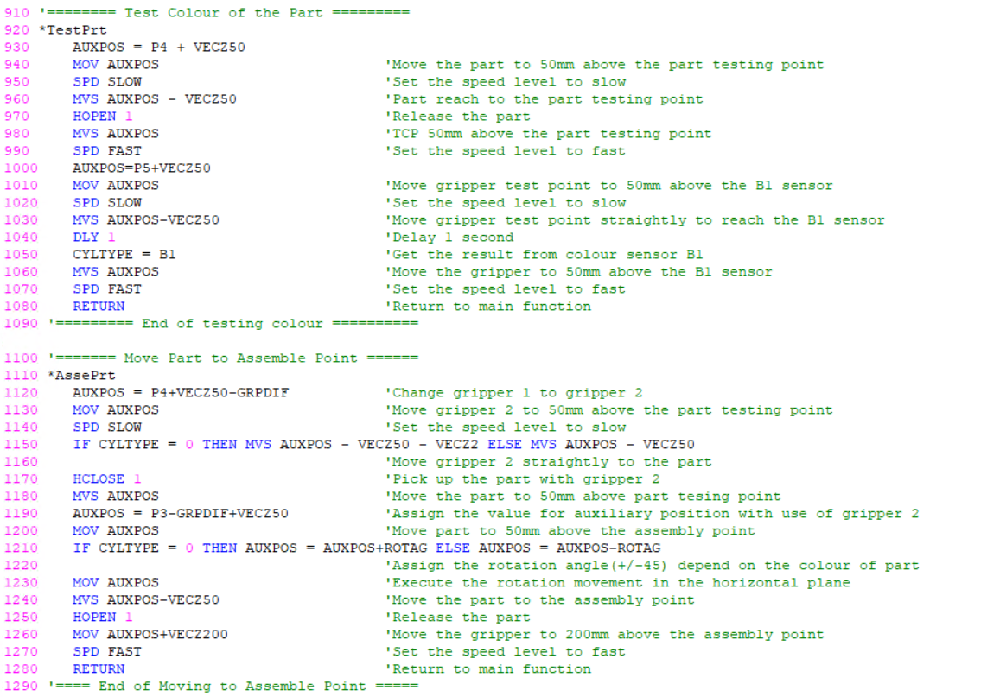 910 '======== Test Colour of the Part =========
920 *TestPrt
930 AUXPOS = P4 + VECZ50
940 MOV AUXPOS 'Move the part to 50mm above the part testing point
950 SPD SLOW 'Set the speed level to slow
960 MVS AUXPOS - VECZ50 'Part reach to the part testing point
970 HOPEN 1 'Release the part
980 MVS AUXPOS 'TCP 50mm above the part testing point
990 SPD FAST 'Set the speed level to fast
1000 AUXPOS=P5+VECZ50
1010 MOV AUXPOS 'Move gripper test point to 50mm above the B1 sensor
1020 SPD SLOW 'Set the speed level to slow
1030 MVS AUXPOS-VECZ50 'Move gripper test point straightly to reach the B1 sensor
1040 DLY 1 'Delay 1 second
1050 CYLTYPE = B1 'Get the result from colour sensor B1
1060 MVS AUXPOS 'Move the gripper to 50mm above the B1 sensor
1070 SPD FAST 'Set the speed level to fast
1080 RETURN 'Return to main function
1090 '========= End of testing colour ==========
1100 '======= Move Part to Assemble Point ======
1110 *AssePrt
1120 AUXPOS = P4+VECZ50-GRPDIF 'Change gripper 1 to gripper 2
1130 MOV AUXPOS 'Move gripper 2 to 50mm above the part testing point
1140 SPD SLOW 'Set the speed level to slow
1150 IF CYLTYPE = 0 THEN MVS AUXPOS - VECZ50 - VECZ2 ELSE MVS AUXPOS - VECZ50
1160 'Move gripper 2 straightly to the part
1170 HCLOSE 1 'Pick up the part with gripper 2
1180 MVS AUXPOS 'Move the part to 50mm above part tesing point
1190 AUXPOS = P3-GRPDIF+VECZ50 'Assign the value for auxiliary position with use of gripper 2
1200 MOV AUXPOS 'Move part to 50mm above the assembly point
1210 IF CYLTYPE = 0 THEN AUXPOS = AUXPOS+ROTAG ELSE AUXPOS = AUXPOS-ROTAG
1220 'Assign the rotation angle(+/-45) depend on the colour of part
1230 MOV AUXPOS 'Execute the rotation movement in the horizontal plane
1240 MVS AUXPOS-VECZ50 'Move the part to the assembly point
1250 HOPEN 1 'Release the part
1260 MOV AUXPOS+VECZ200 'Move the gripper to 200mm above the assembly point
1270 SPD FAST 'Set the speed level to fast
1280 RETURN 'Return to main function
1290 '==== End of Moving to Assemble Point =====